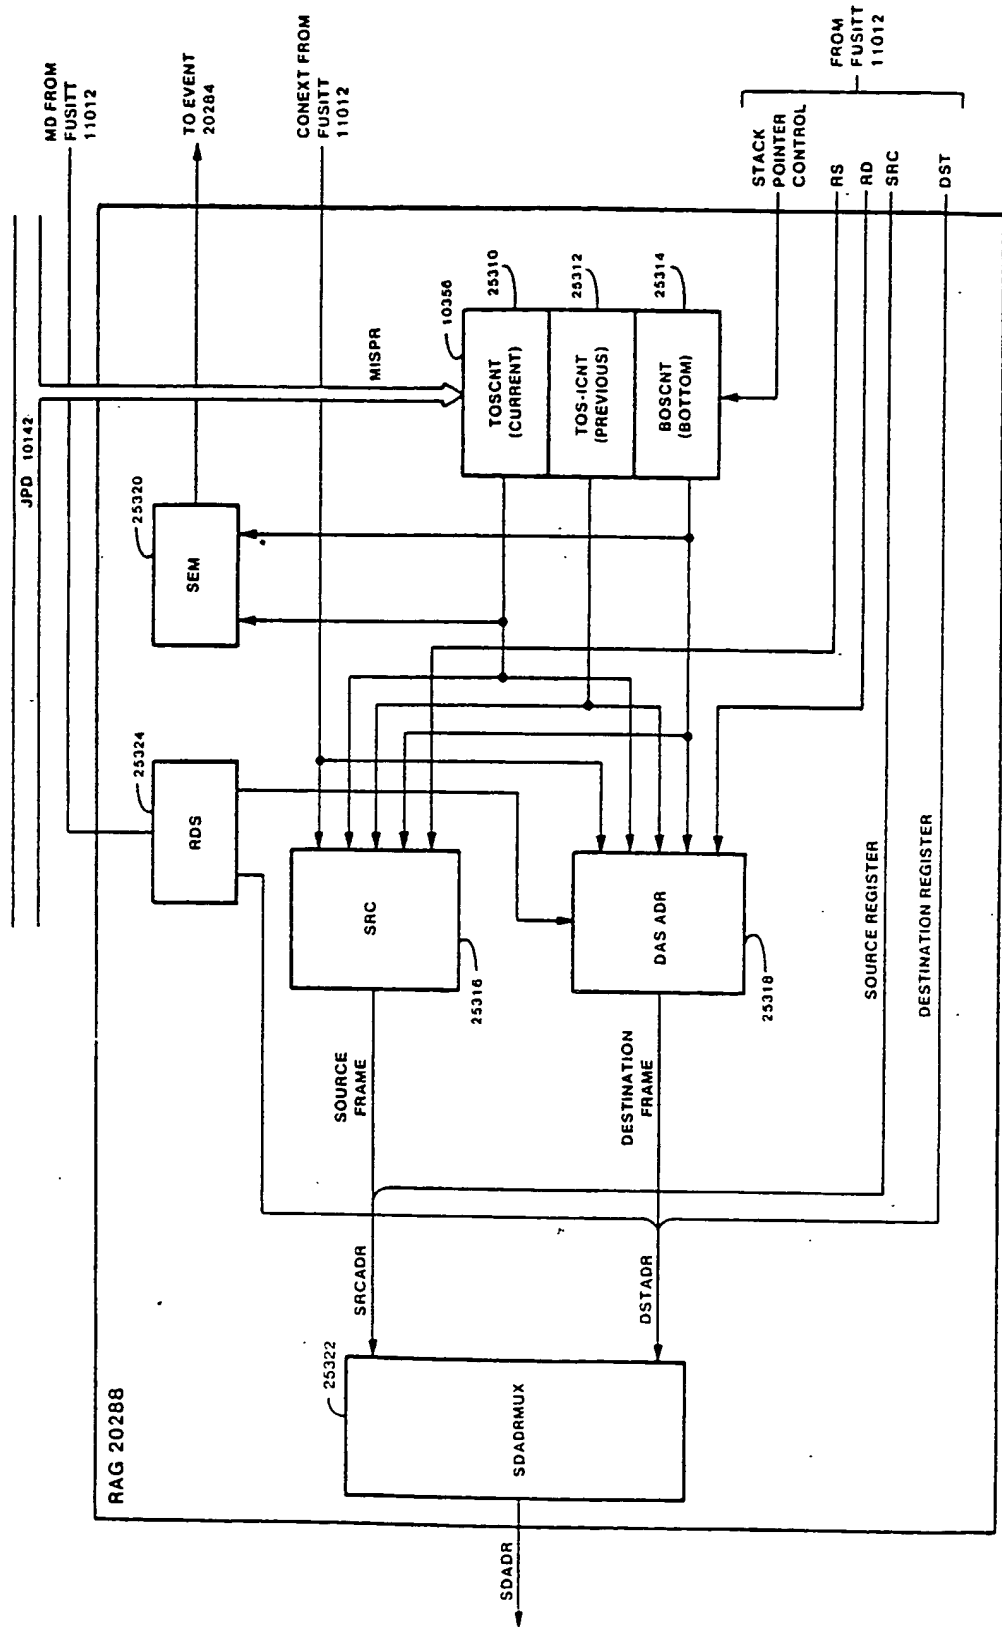 RAG 20288
JPD 10142
MD FROM
FUSITT
11012
TO EVENT
20284
CONEXT FROM
FUSITT
11012
FROM
FUSITT
11012
STACK
POINTER
CONTROL
RS
RD
SRC
DST
25324
RDS
25320
SEM
MISPR
10356
TOSCNT
(CURRENT)
25310
TOS-ICNT
(PREVIOUS)
25312
BOSCNT
(BOTTOM)
25314
SRC
25316
DAS ADR
25318
SOURCE
FRAME
DESTINATION
FRAME
SOURCE REGISTER
DESTINATION REGISTER
SRCADR
DSTADR
25322
SDADRMUX
SDADR